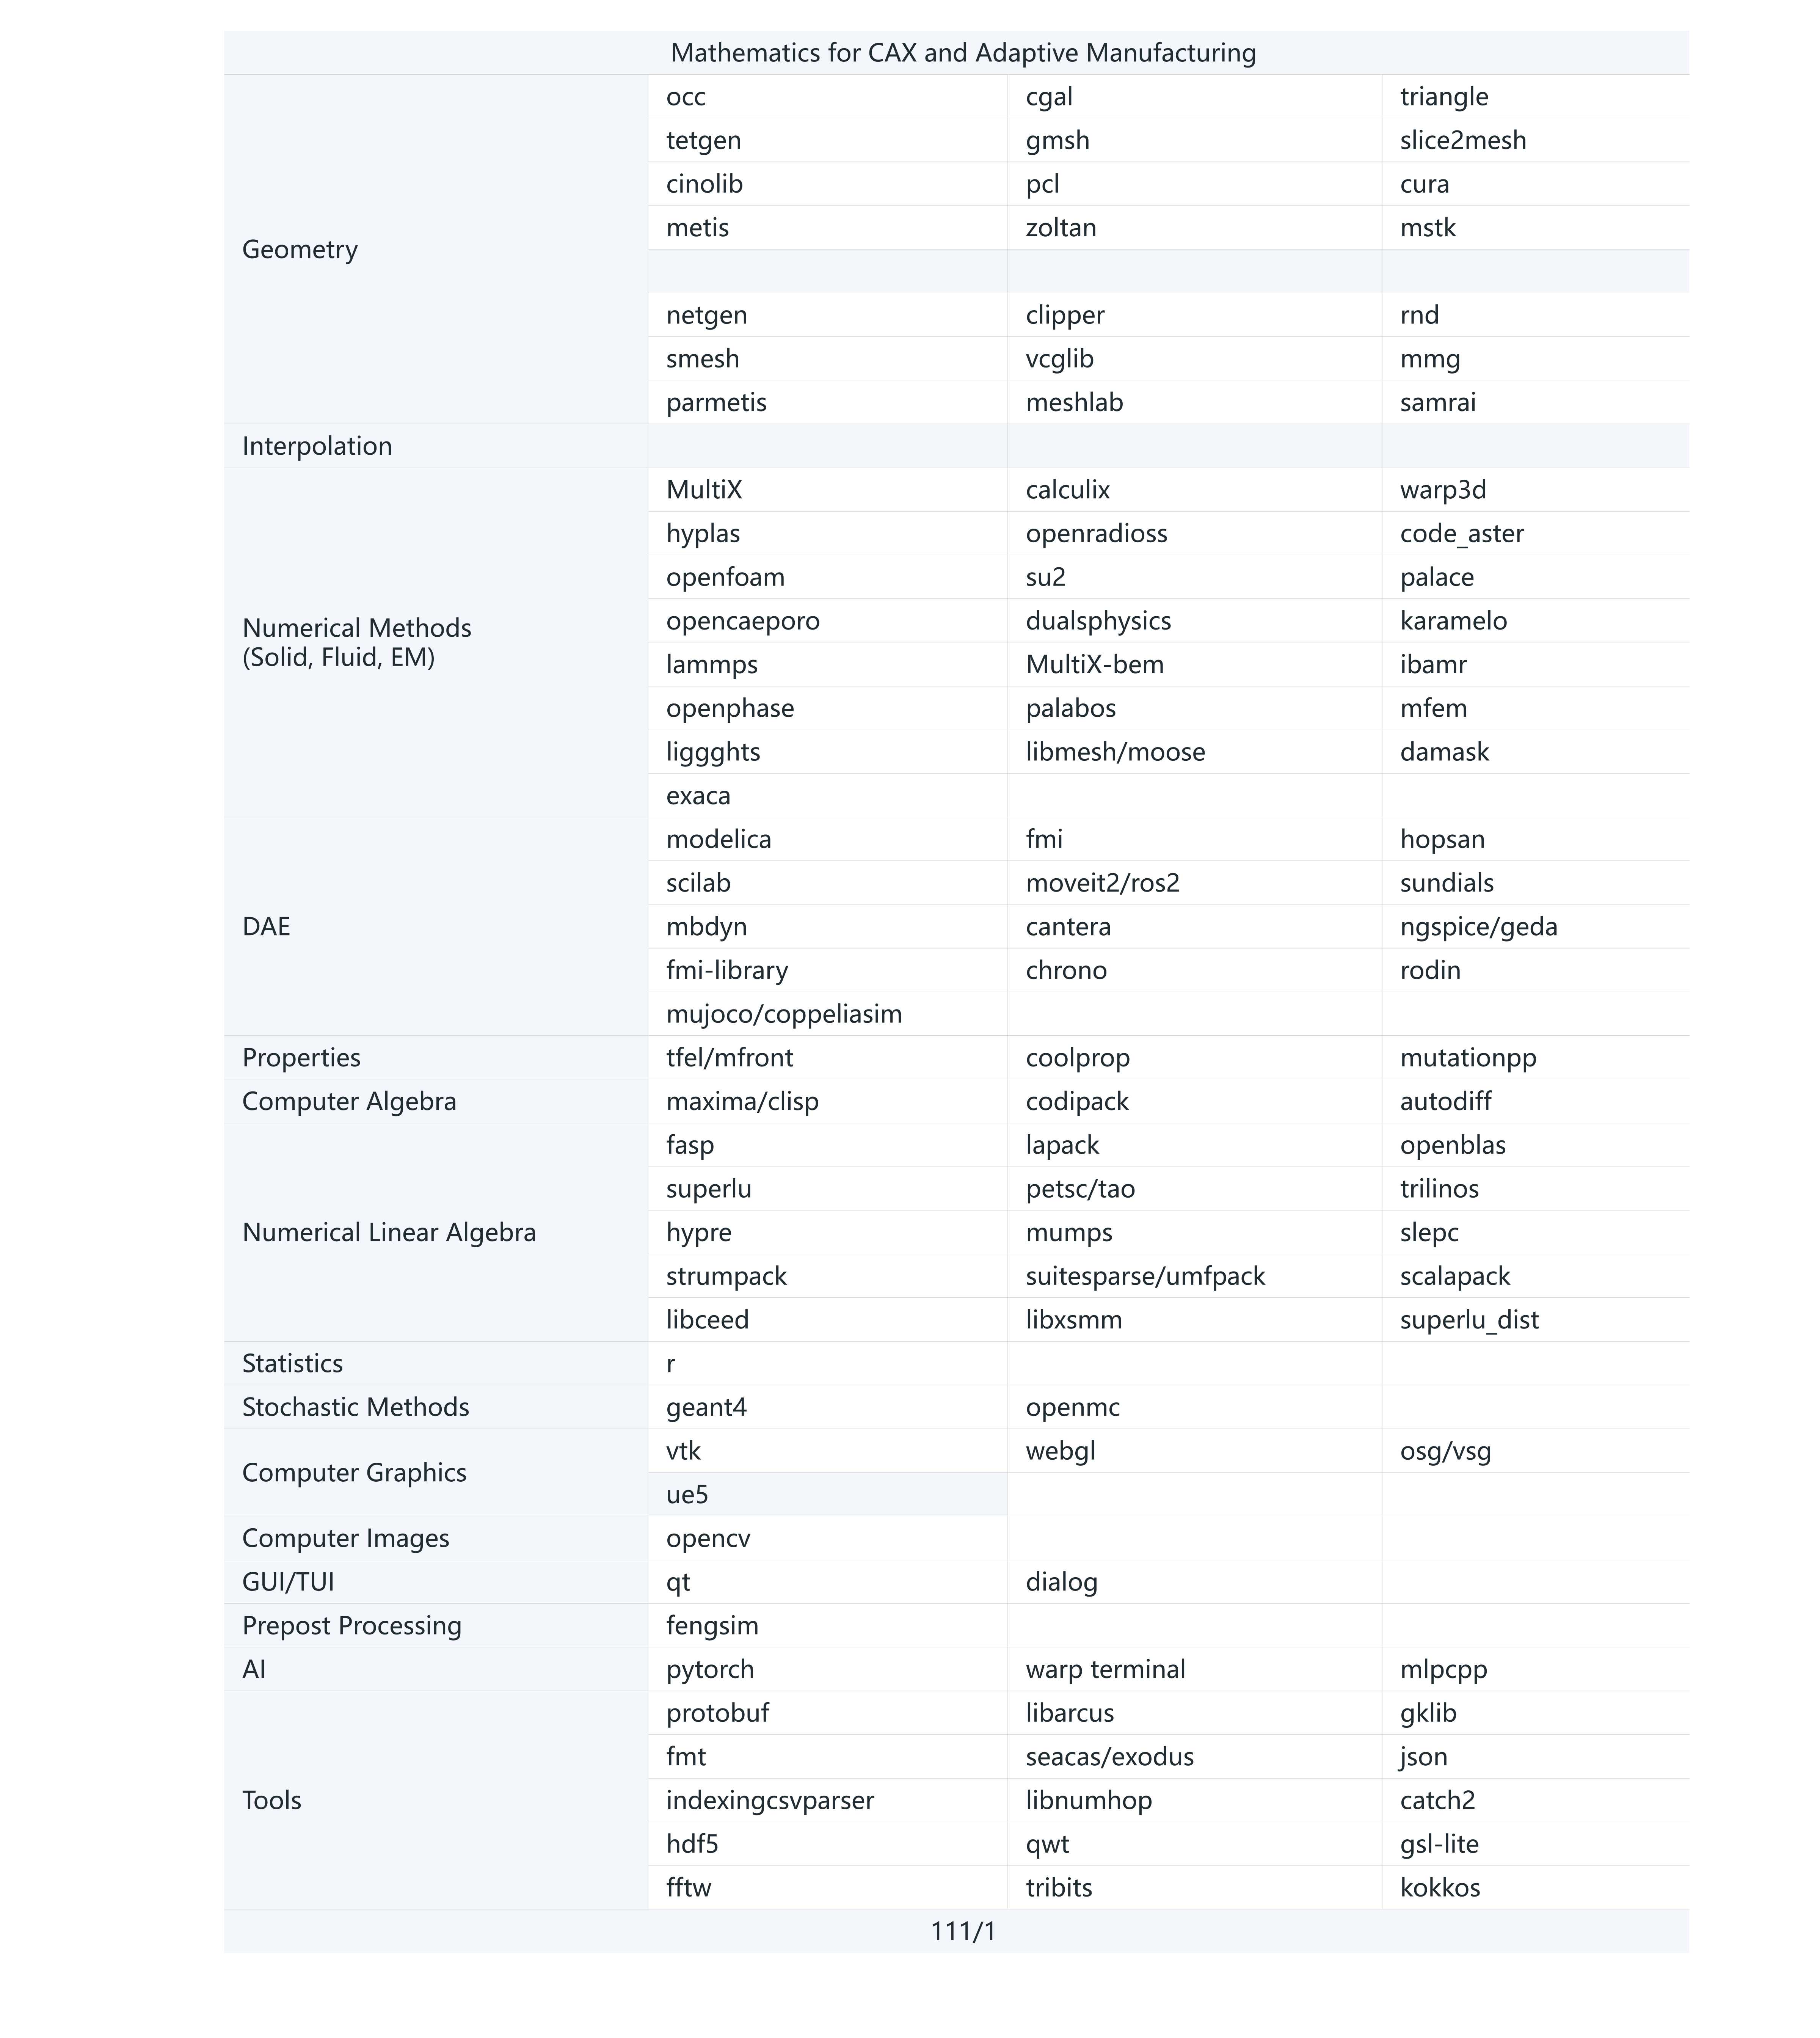 Mathematics for CAX and Adaptive Manufacturing
Geometry
occ cgal triangle
tetgen gmsh slice2mesh
cinolib pcl cura
metis zoltan mstk
netgen clipper rnd
smesh vcglib mmg
parmetis meshlab samrai
Interpolation
Numerical Methods
(Solid, Fluid, EM)
MultiX calculix warp3d
hyplas openradioss code_aster
openfoam su2 palace
opencaeporo dualsphysics karamelo
lammps MultiX-bem ibamr
openphase palabos mfem
liggghts libmesh/moose damask
exaca
DAE
modelica fmi hopsan
scilab moveit2/ros2 sundials
mbdyn cantera ngspice/geda
fmi-library chrono rodin
mujoco/coppeliasim
Properties tfel/mfront coolprop mutationpp
Computer Algebra maxima/clisp codipack autodiff
Numerical Linear Algebra
fasp lapack openblas
superlu petsc/tao trilinos
hypre mumps slepc
strumpack suitesparse/umfpack scalapack
libceed libxsmm superlu_dist
Statistics r
Stochastic Methods geant4 openmc
Computer Graphics
vtk webgl osg/vsg
ue5
Computer Images opencv
GUI/TUI qt dialog
Prepost Processing fengsim
AI pytorch warp terminal mlpcpp
Tools
protobuf libarcus gklib
fmt seacas/exodus json
indexingcsvparser libnumhop catch2
hdf5 qwt gsl-lite
fftw tribits kokkos
111/1